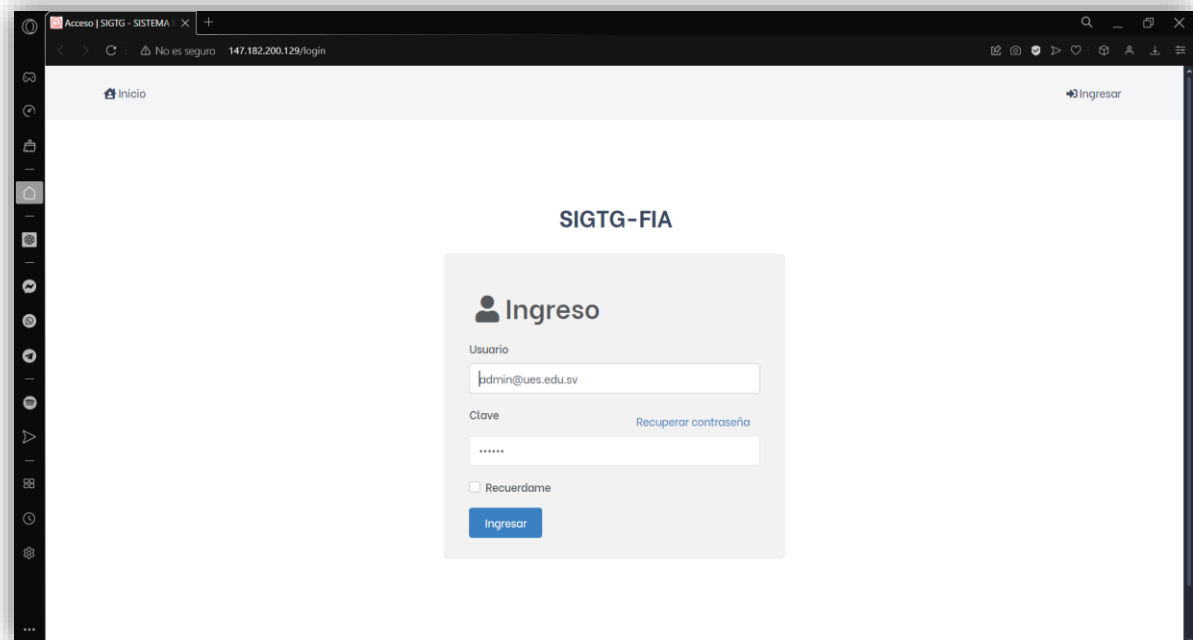 Acceso | SIGTG - SISTEMA
No es seguro 147.182.200.129/login
Inicio
Ingresar
SIGTG-FIA
Ingreso
Usuario
admin@ues.edu.sv
Clave
Recuperar contraseña
Recuerdame
Ingresar